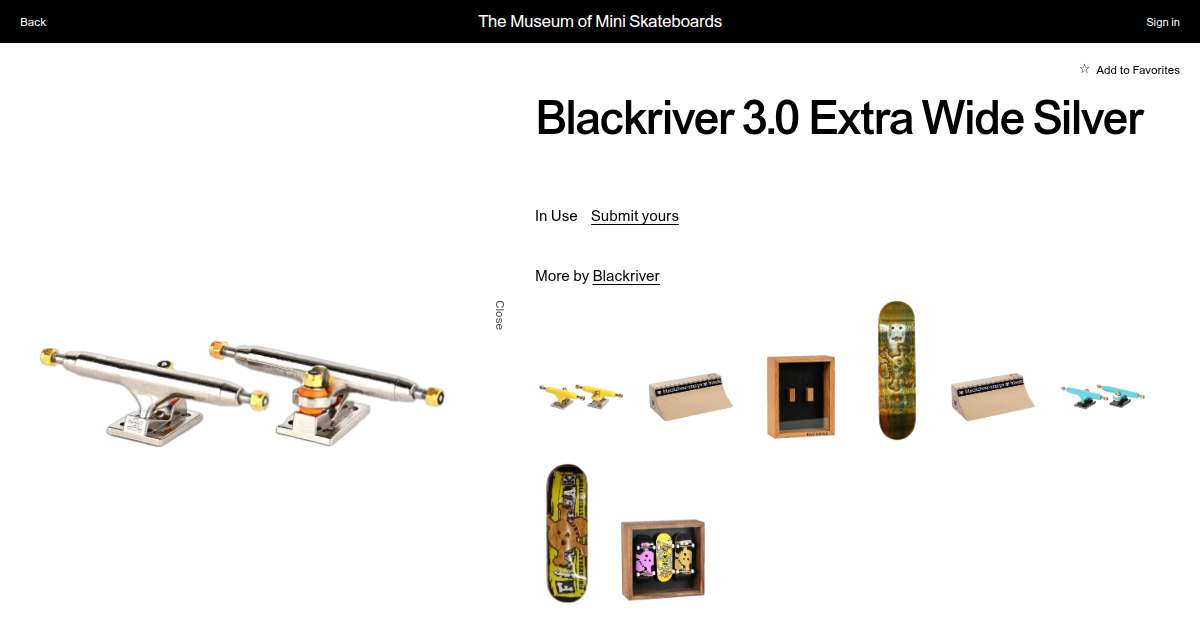 Back
The Museum of Mini Skateboards
Sign in
☆ Add to Favorites
Blackriver 3.0 Extra Wide Silver
In Use Submit yours
More by Blackriver
Close